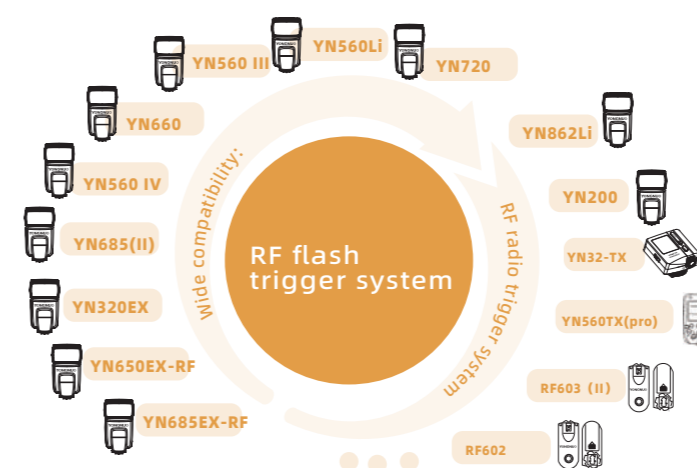 YN560Li
YN560 III
YN720
YN660
YN862Li
YN560 IV
YN200
YN685(II)
YN32-TX
YN320EX
YN560TX(pro)
YN650EX-RF
RF603 (II)
YN685EX-RF
RF602
Wide compatibility:
RF flash
trigger system
RF radio trigger system